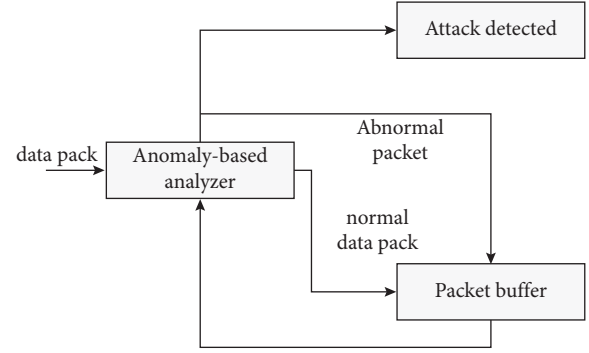 Attack detected
Abnormal
packet
data pack
Anomaly-based
analyzer
normal
data pack
Packet buffer